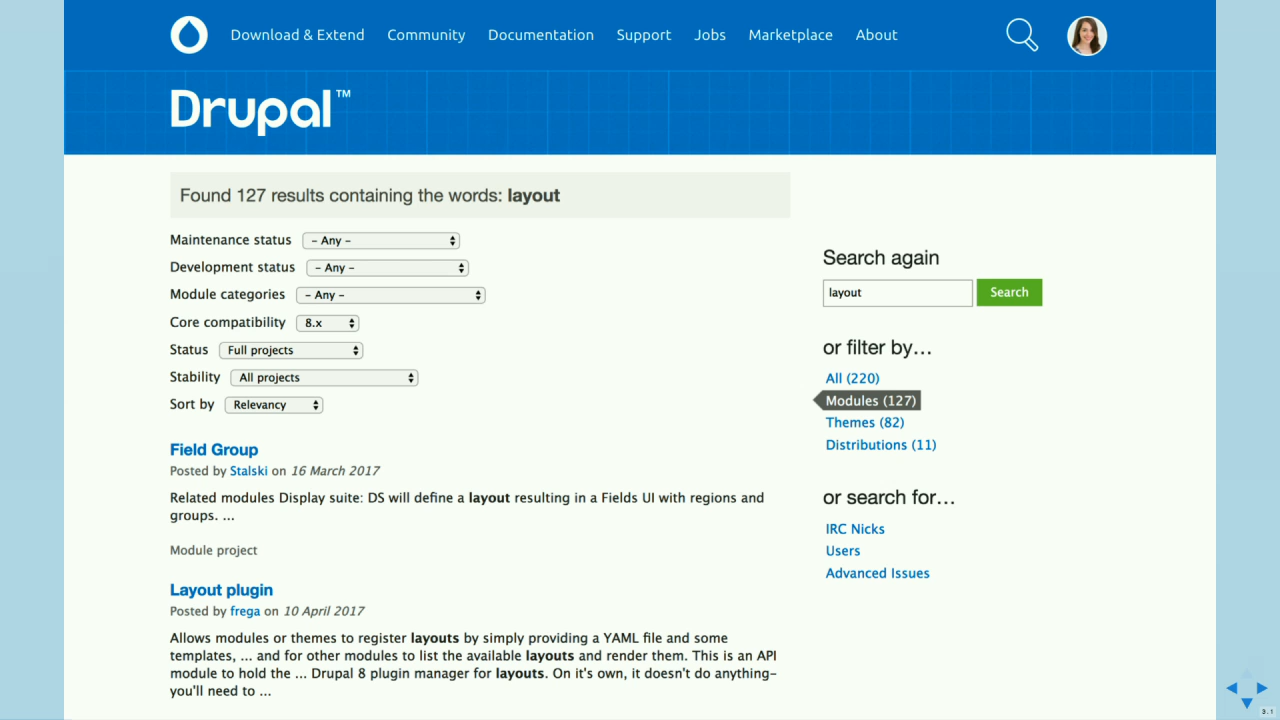 Download & Extend Community Documentation Support Jobs Marketplace About
Drupal™
Found 127 results containing the words: layout
Maintenance status – Any –
Development status – Any –
Module categories – Any –
Core compatibility 8.x
Status Full projects
Stability All projects
Sort by Relevancy
Field Group
Posted by Stalski on 16 March 2017
Related modules Display suite: DS will define a layout resulting in a Fields UI with regions and
groups. ...
Module project
Layout plugin
Posted by frega on 10 April 2017
Allows modules or themes to register layouts by simply providing a YAML file and some
templates, ... and for other modules to list the available layouts and render them. This is an API
module to hold the ... Drupal 8 plugin manager for layouts. On it's own, it doesn't do anything–
you'll need to ...
Search again
layout Search
or filter by…
All (220)
Modules (127)
Themes (82)
Distributions (11)
or search for…
IRC Nicks
Users
Advanced Issues
3.1